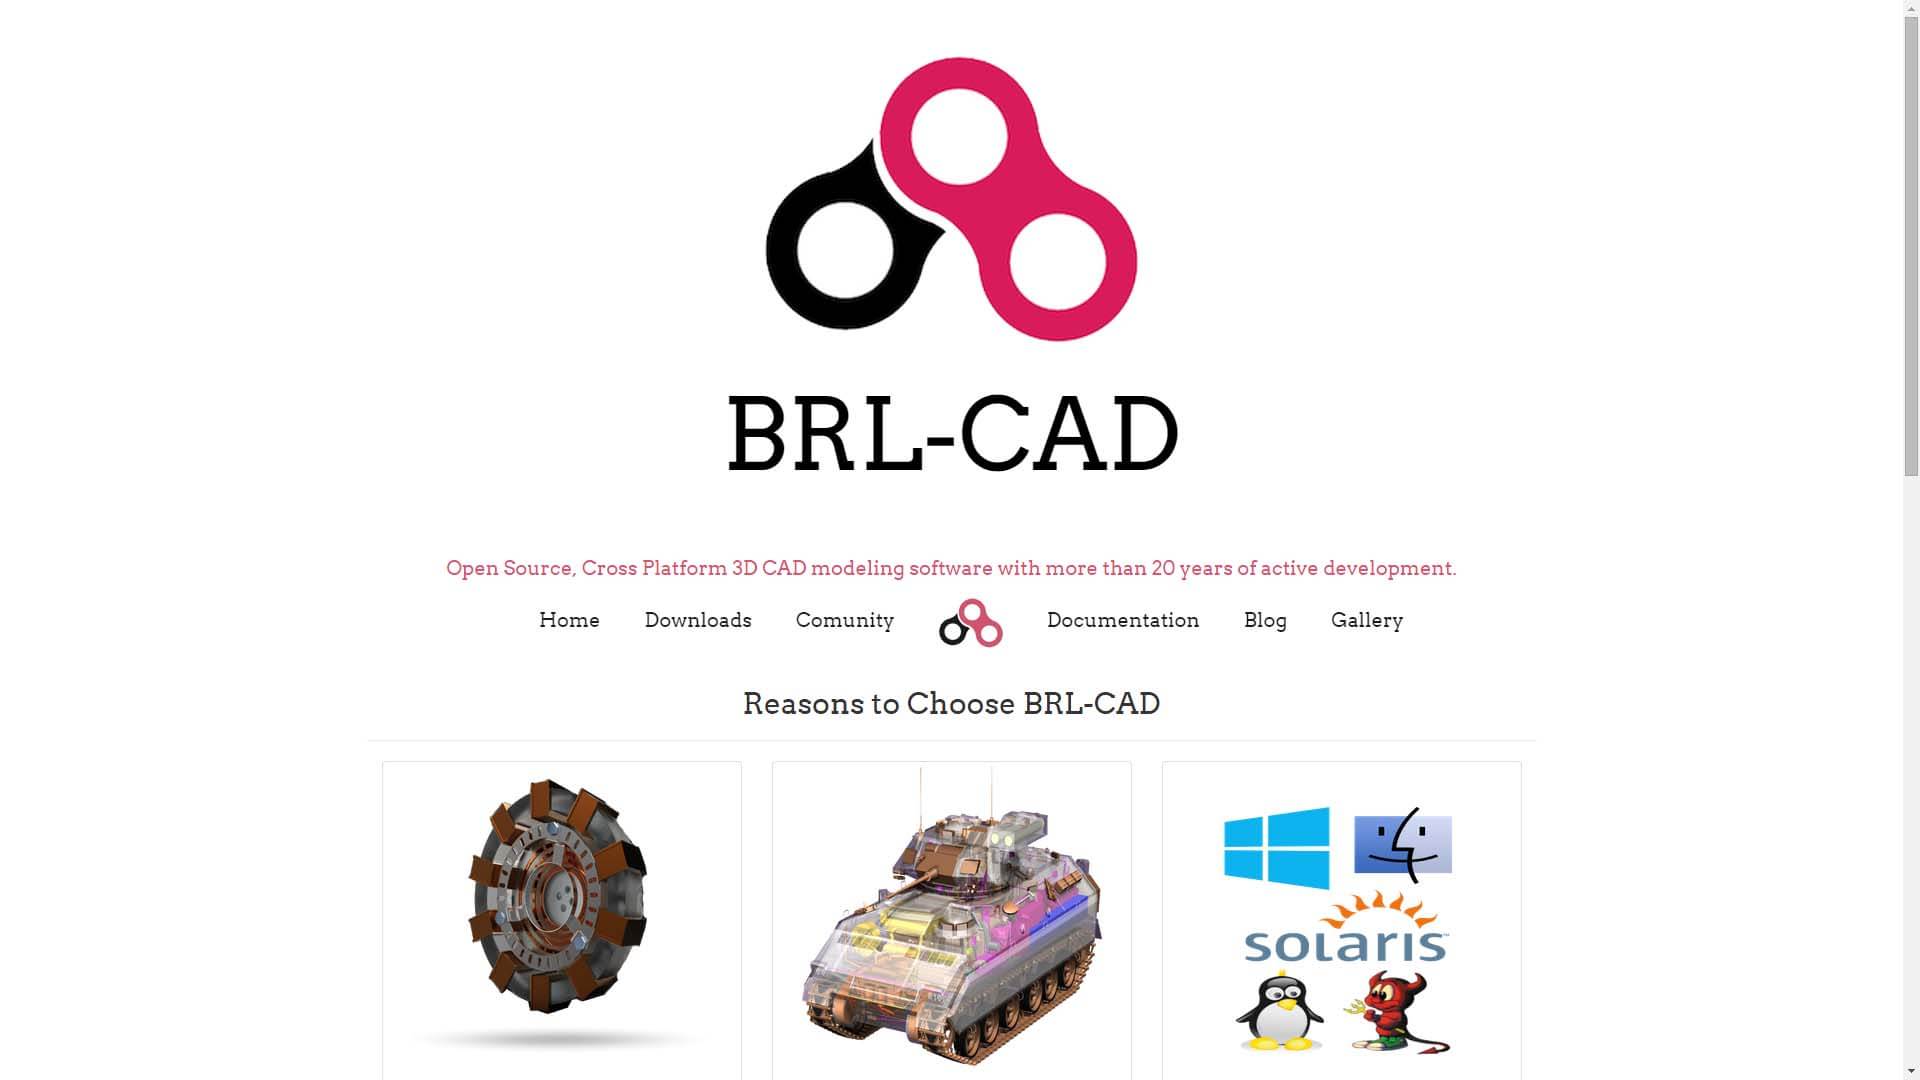 BRL-CAD
Open Source, Cross Platform 3D CAD modeling software with more than 20 years of active development.
Home Downloads Comunity Documentation Blog Gallery
Reasons to Choose BRL-CAD
solaris